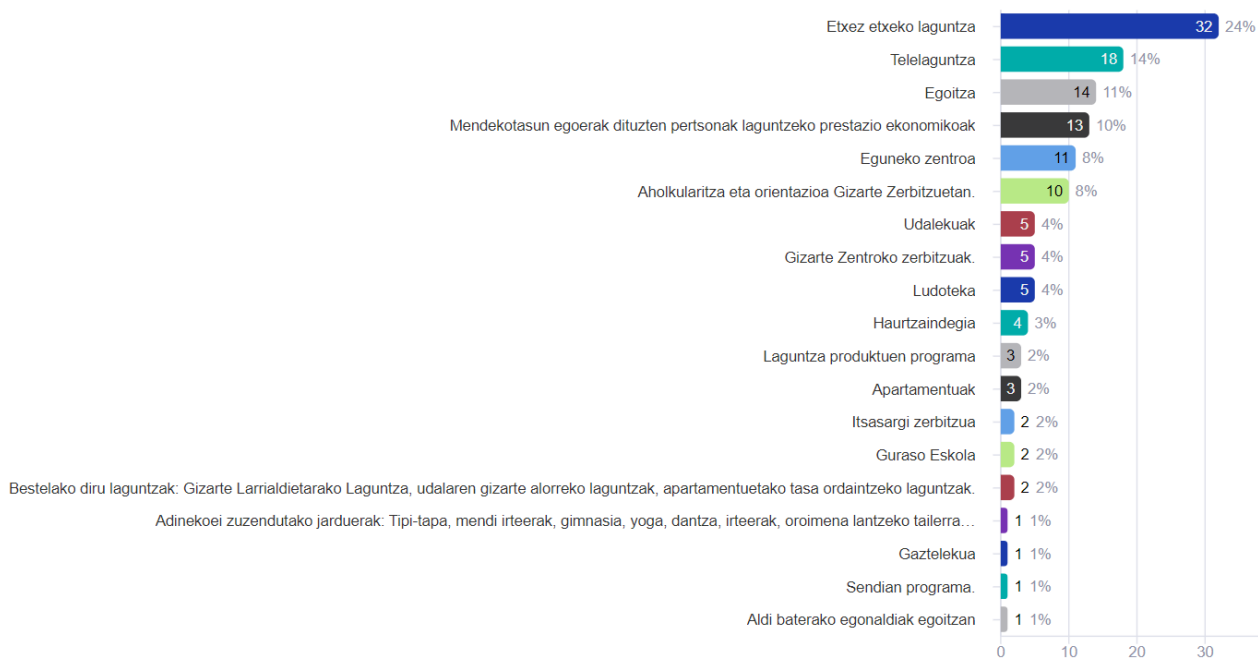 Etxez etxeko laguntza 32 24%
Telelaguntza 18 14%
Egoitza 14 11%
Mendekotasun egoerak dituzten pertsonak laguntzeko prestazio ekonomikoak 13 10%
Eguneko zentroa 11 8%
Aholkularitza eta orientazioa Gizarte Zerbitzuetan. 10 8%
Udalekuak 5 4%
Gizarte Zentroko zerbitzuak. 5 4%
Ludoteka 5 4%
Haurtzaindegia 4 3%
Laguntza produktuen programa 3 2%
Apartamentuak 3 2%
Itsasargi zerbitzua 2 2%
Guraso Eskola 2 2%
Bestelako diru laguntzak: Gizarte Larrialdietarako Laguntza, udalaren gizarte alorreko laguntzak, apartamentuetako tasa ordaintzeko laguntzak. 2 2%
Adinekoei zuzendutako jarduerak: Tipi-tapa, mendi irteerak, gimnasia, yoga, dantza, irteerak, oroimena lantzeko tailerra… 1 1%
Gaztelekua 1 1%
Sendian programa. 1 1%
Aldi baterako egonaldiak egoitzan 1 1%
0 10 20 30